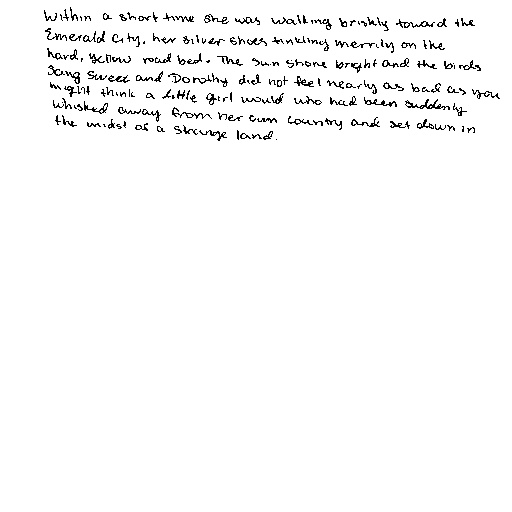 Within a short time she was walking briskly toward the
Emerald City, her silver shoes tinkling merrily on the
hard, yellow road bed. The sun shone bright and the birds
sang sweet and Dorothy did not feel nearly as bad as you
might think a little girl would who had been suddenly
whisked away from her own country and set down in
the midst of a strange land.